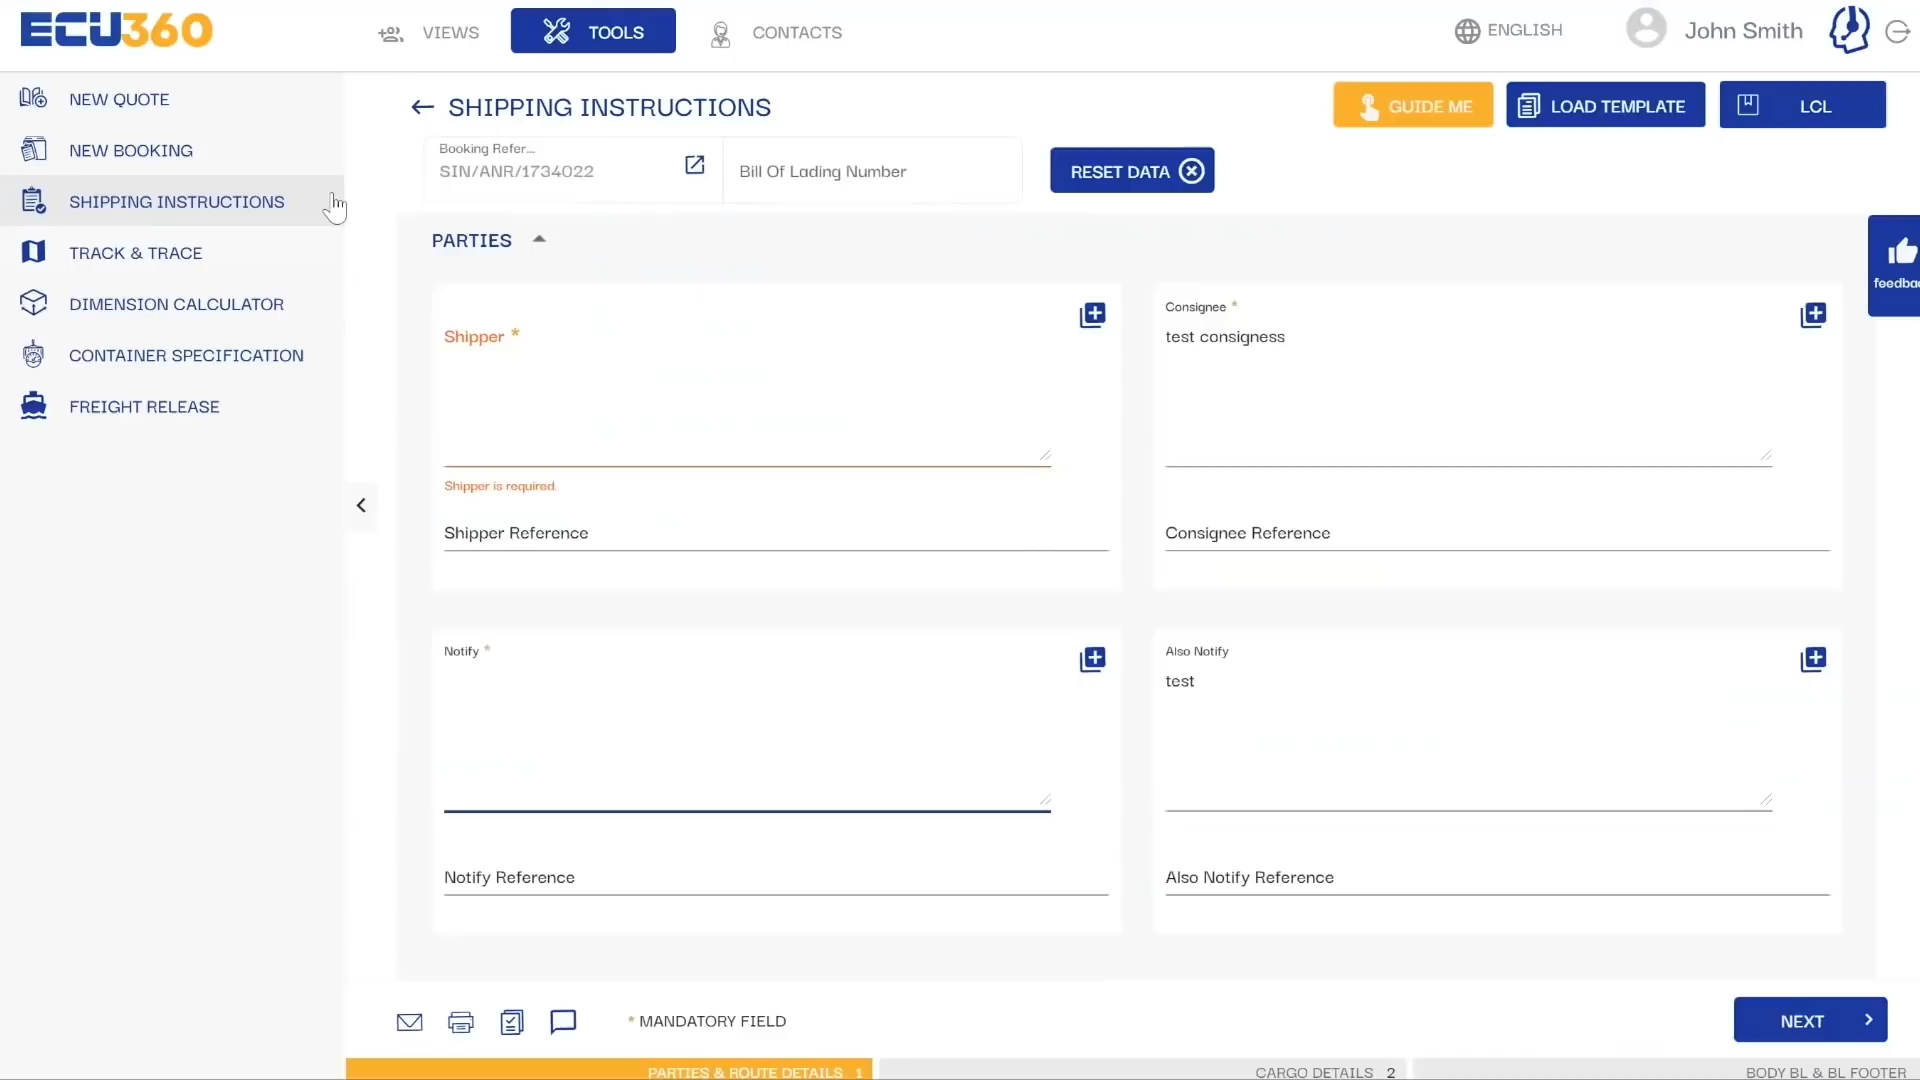 ECU360
VIEWS
TOOLS
CONTACTS
ENGLISH
John Smith
NEW QUOTE
NEW BOOKING
SHIPPING INSTRUCTIONS
TRACK & TRACE
DIMENSION CALCULATOR
CONTAINER SPECIFICATION
FREIGHT RELEASE
SHIPPING INSTRUCTIONS
GUIDE ME
LOAD TEMPLATE
LCL
Booking Refer...
SIN/ANR/1734022
Bill Of Lading Number
RESET DATA
PARTIES
feedbac
Shipper *
Shipper is required.
Shipper Reference
Consignee *
test consigness
Consignee Reference
Notify *
Notify Reference
Also Notify
test
Also Notify Reference
* MANDATORY FIELD
NEXT
PARTIES & ROUTE DETAILS 1
CARGO DETAILS 2
BODY BL & BL FOOTER